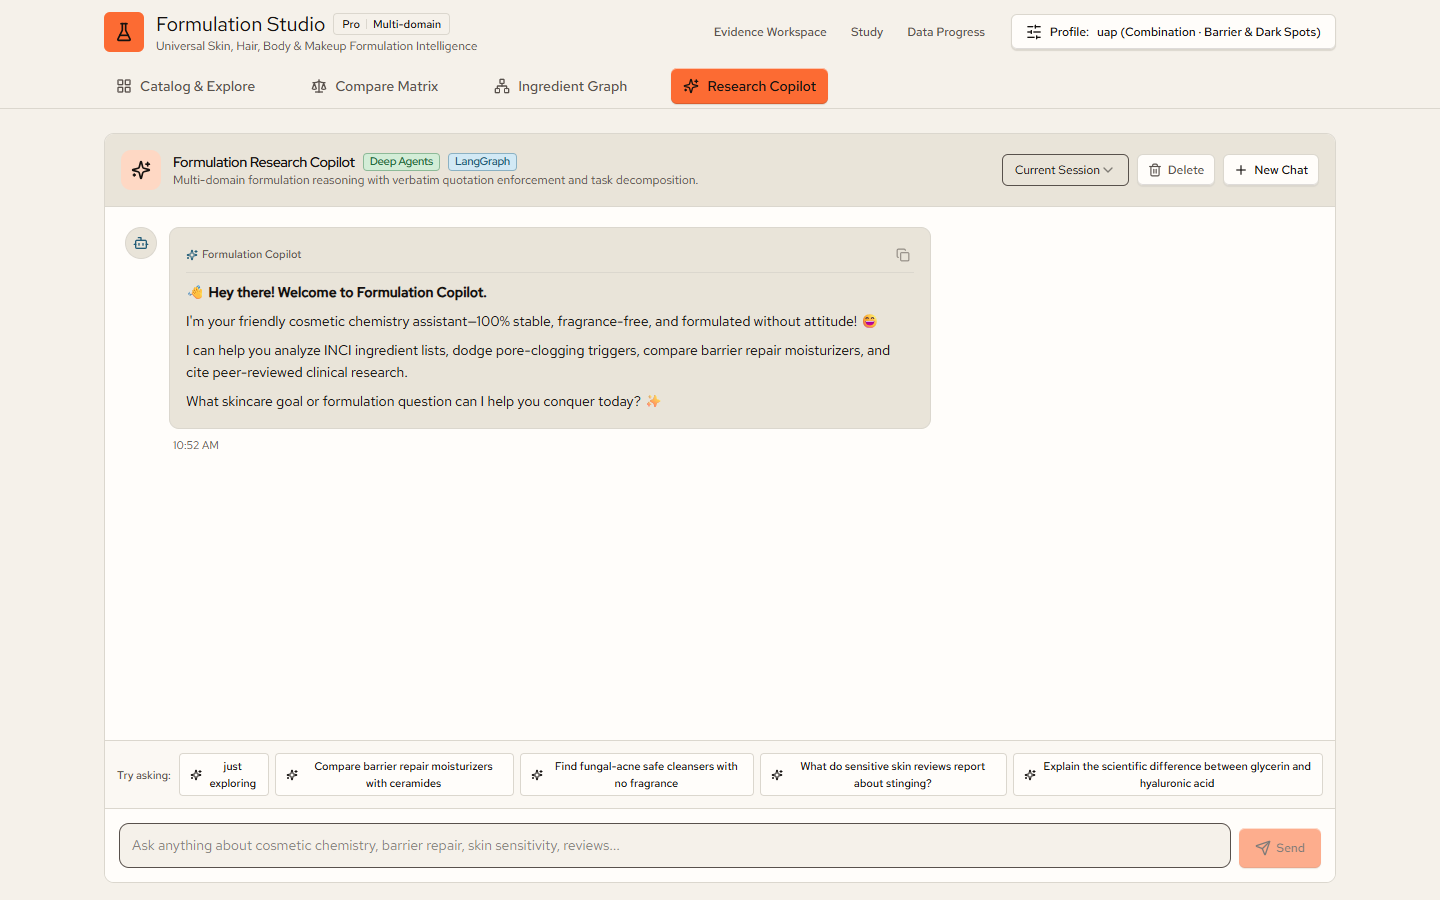 Formulation Studio
Pro | Multi-domain
Universal Skin, Hair, Body & Makeup Formulation Intelligence
Evidence Workspace
Study
Data Progress
Profile: uap (Combination · Barrier & Dark Spots)
Catalog & Explore
Compare Matrix
Ingredient Graph
Research Copilot
Formulation Research Copilot
Deep Agents
LangGraph
Multi-domain formulation reasoning with verbatim quotation enforcement and task decomposition.
Current Session
Delete
New Chat
Formulation Copilot
👋 Hey there! Welcome to Formulation Copilot.
I'm your friendly cosmetic chemistry assistant—100% stable, fragrance-free, and formulated without attitude! 😄
I can help you analyze INCI ingredient lists, dodge pore-clogging triggers, compare barrier repair moisturizers, and
cite peer-reviewed clinical research.
What skincare goal or formulation question can I help you conquer today? ✨
10:52 AM
Try asking:
just
exploring
Compare barrier repair moisturizers
with ceramides
Find fungal-acne safe cleansers with
no fragrance
What do sensitive skin reviews report
about stinging?
Explain the scientific difference between glycerin and
hyaluronic acid
Ask anything about cosmetic chemistry, barrier repair, skin sensitivity, reviews...
Send